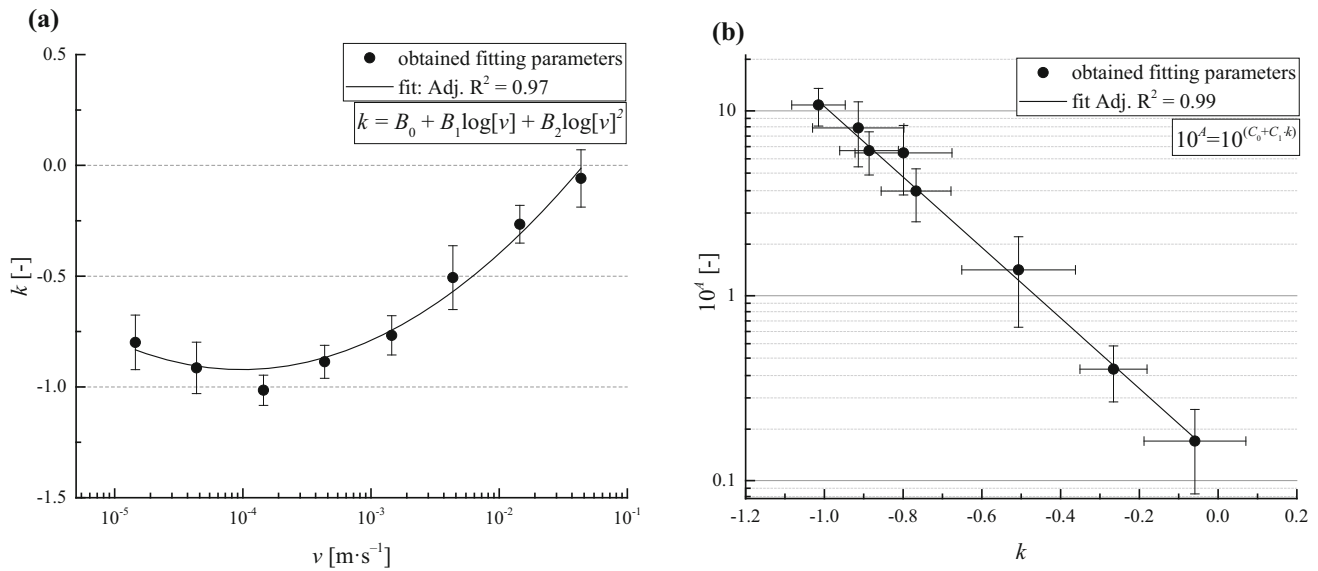 (a)
0.5
0.0
-0.5
-1.0
-1.5
k [-]
obtained fitting parameters
fit: Adj. R² = 0.97
k = B₀ + B₁log[v] + B₂log[v]²
10⁻⁵
10⁻⁴
10⁻³
10⁻²
10⁻¹
v [m·s⁻¹]
(b)
10
1
0.1
10ᴬ [-]
obtained fitting parameters
fit Adj. R² = 0.99
10ᴬ=10^(C₀+C₁·k)
-1.2
-1.0
-0.8
-0.6
-0.4
-0.2
0.0
0.2
k